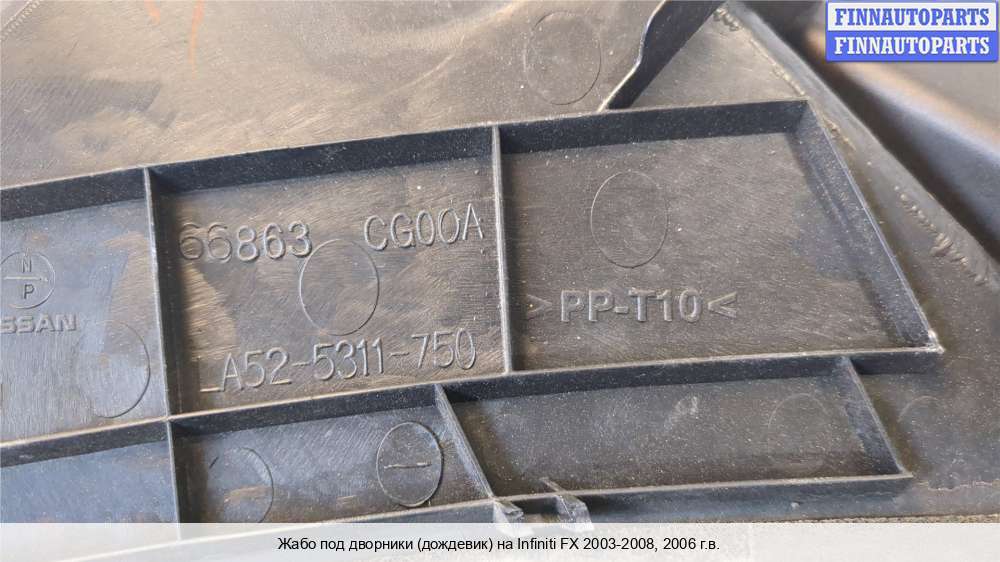 FINNAUTOPARTS
FINNAUTOPARTS
66863 CG00A
N
P
NISSAN
>PP-T10<
LA52-5311-750
Жабо под дворники (дождевик) на Infiniti FX 2003-2008, 2006 г.в.